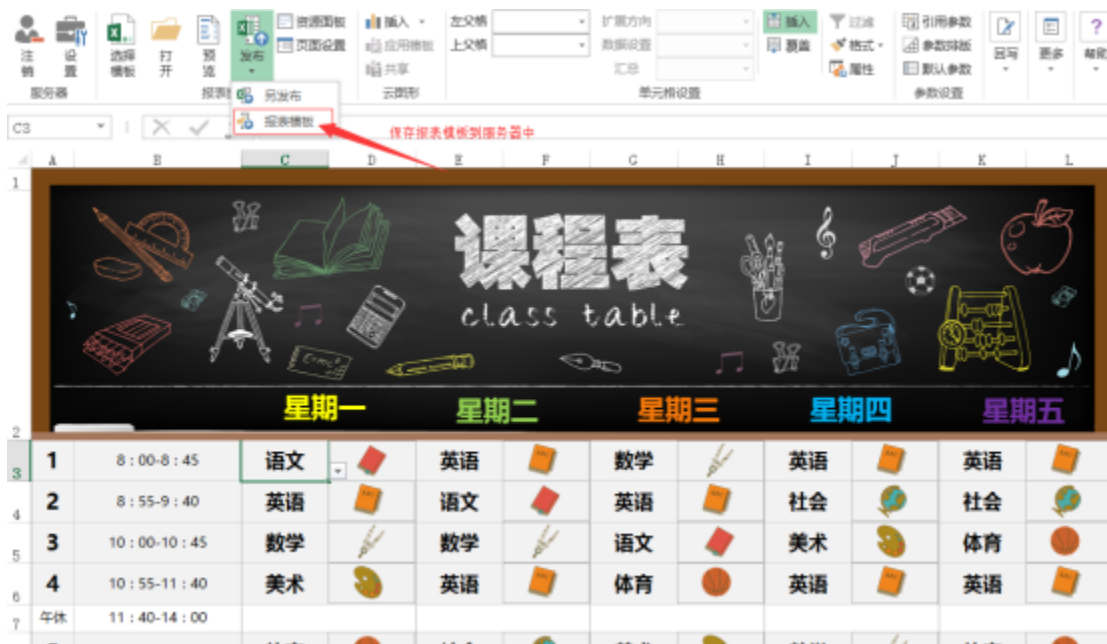 注销 设置 选择模板 打开 预览 发布 资源面板 页面设置
插入 应用模板 共享
左父格 上父格
扩展方向 数据设置 汇总
插入 覆盖 过滤 格式 属性
引用参数 参数排版 默认参数
回写 更多 ? 帮助
服务器 云图形 单元格设置 参数设置
另发布
报表模板
C3
保存报表模板到服务器中
A B C D E F G H I J K L
1
课程表
class table
E=mc²
2 星期一 星期二 星期三 星期四 星期五
3 1 8:00-8:45 语文 英语 数学 英语 英语
4 2 8:55-9:40 英语 语文 英语 社会 社会
5 3 10:00-10:45 数学 数学 语文 美术 体育
6 4 10:55-11:40 美术 英语 体育 英语 英语
7 午休 11:40-14:00